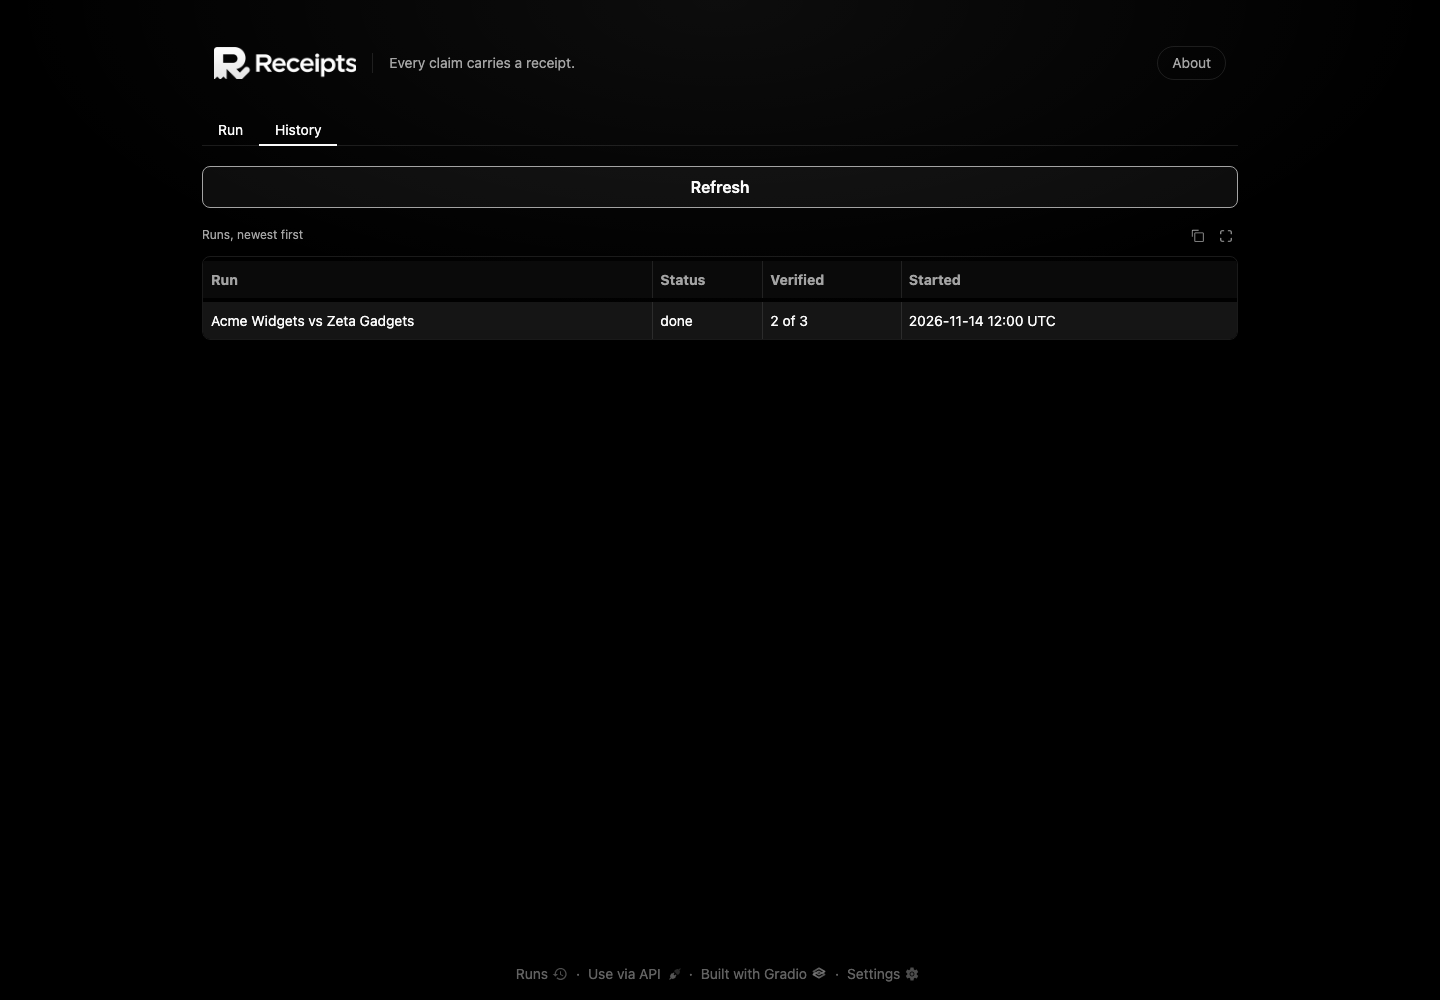 Receipts
Every claim carries a receipt.
About
Run
History
Refresh
Runs, newest first
Run Status Verified Started
Acme Widgets vs Zeta Gadgets done 2 of 3 2026-11-14 12:00 UTC
Runs · Use via API · Built with Gradio · Settings